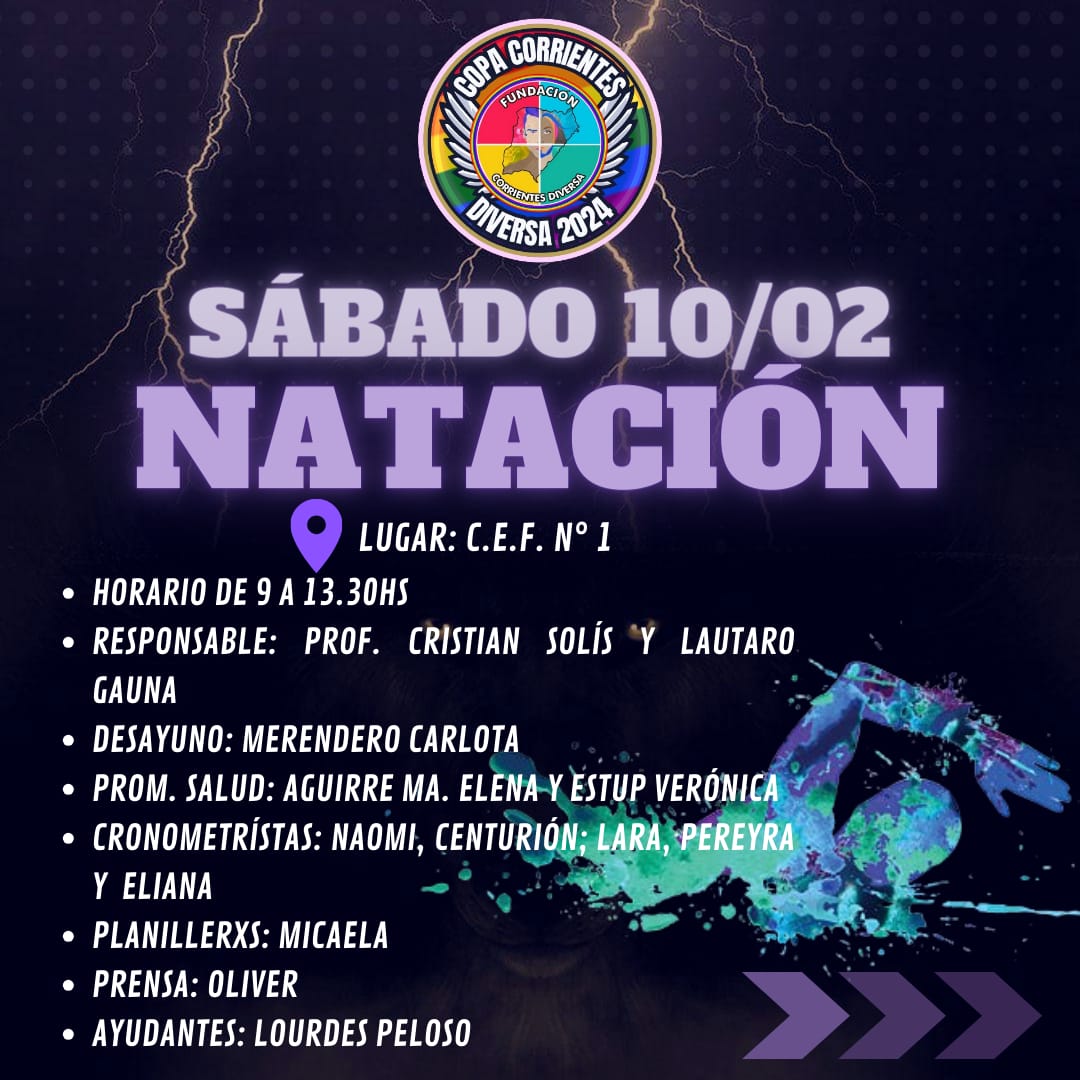 COPA CORRIENTES
FUNDACION
CORRIENTES DIVERSA
DIVERSA 2024
SÁBADO 10/02
NATACIÓN
LUGAR: C.E.F. N° 1
• HORARIO DE 9 A 13.30HS
• RESPONSABLE: PROF. CRISTIAN SOLÍS Y LAUTARO
GAUNA
• DESAYUNO: MERENDERO CARLOTA
• PROM. SALUD: AGUIRRE MA. ELENA Y ESTUP VERÓNICA
• CRONOMETRÍSTAS: NAOMI, CENTURIÓN; LARA, PEREYRA
Y ELIANA
• PLANILLERXS: MICAELA
• PRENSA: OLIVER
• AYUDANTES: LOURDES PELOSO